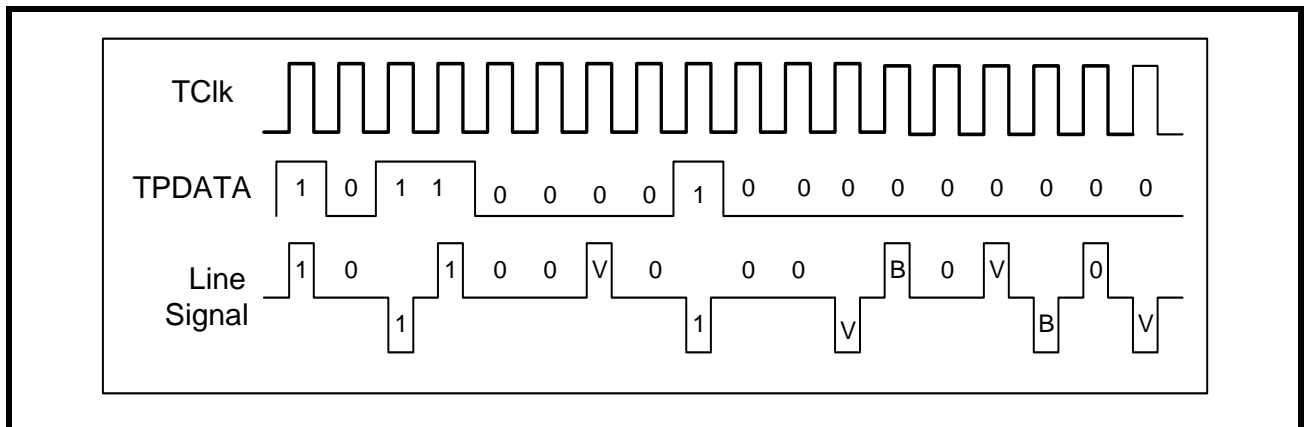 TClk
TPDATA 1 0 1 1 0 0 0 0 1 0 0 0 0 0 0 0 0 0
Line 1 0 1 0 0 V 0 0 0 B 0 V 0
Signal 1 1 V B V